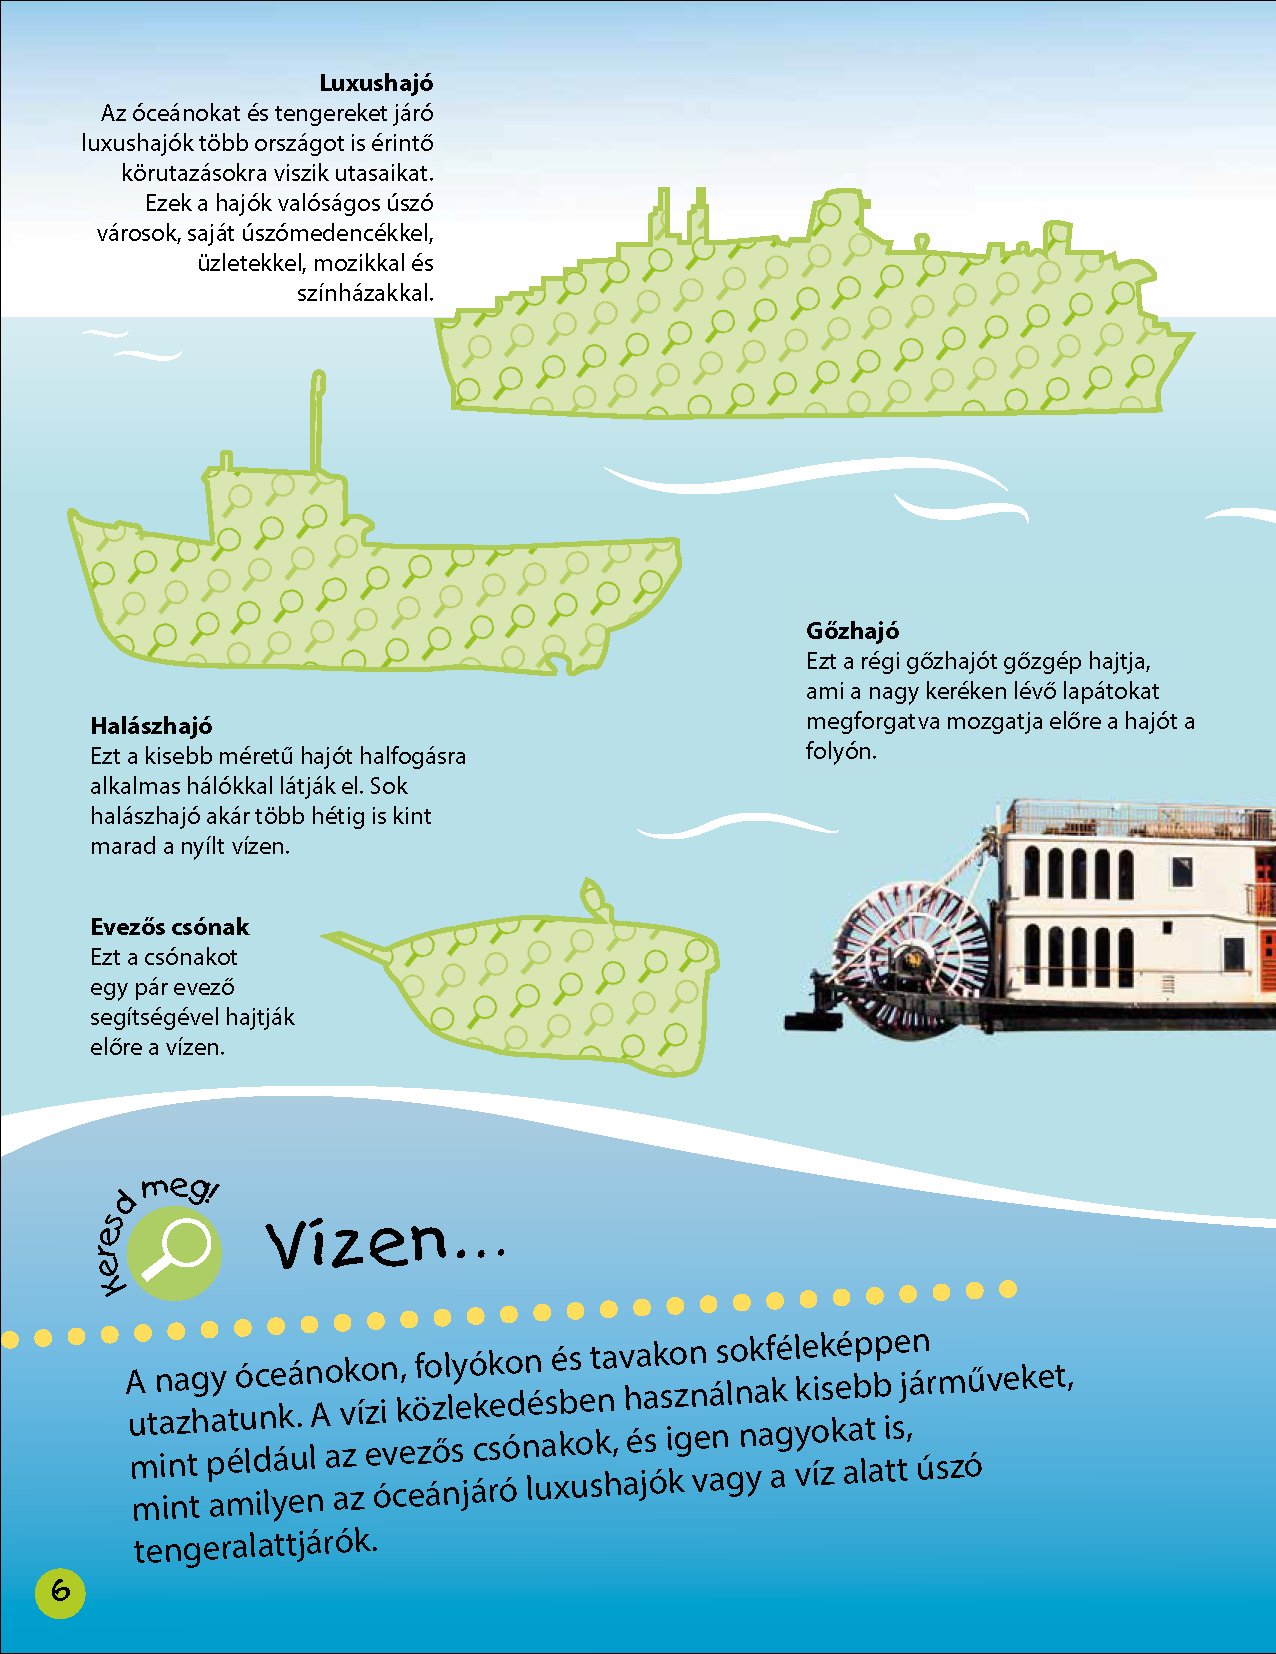 Luxushajó
Az óceánokat és tengereket járó
luxushajók több országot is érintő
körutazásokra viszik utasaikat.
Ezek a hajók valóságos úszó
városok, saját úszómedencékkel,
üzletekkel, mozikkal és
színházakkal.
Gőzhajó
Ezt a régi gőzhajót gőzgép hajtja,
ami a nagy keréken lévő lapátokat
megforgatva mozgatja előre a hajót a
folyón.
Halászhajó
Ezt a kisebb méretű hajót halfogásra
alkalmas hálókkal látják el. Sok
halászhajó akár több hétig is kint
marad a nyílt vízen.
Evezős csónak
Ezt a csónakot
egy pár evező
segítségével hajtják
előre a vízen.
keresd meg!
Vízen...
A nagy óceánokon, folyókon és tavakon sokféleképpen
utazhatunk. A vízi közlekedésben használnak kisebb járműveket,
mint például az evezős csónakok, és igen nagyokat is,
mint amilyen az óceánjáró luxushajók vagy a víz alatt úszó
tengeralattjárók.
6